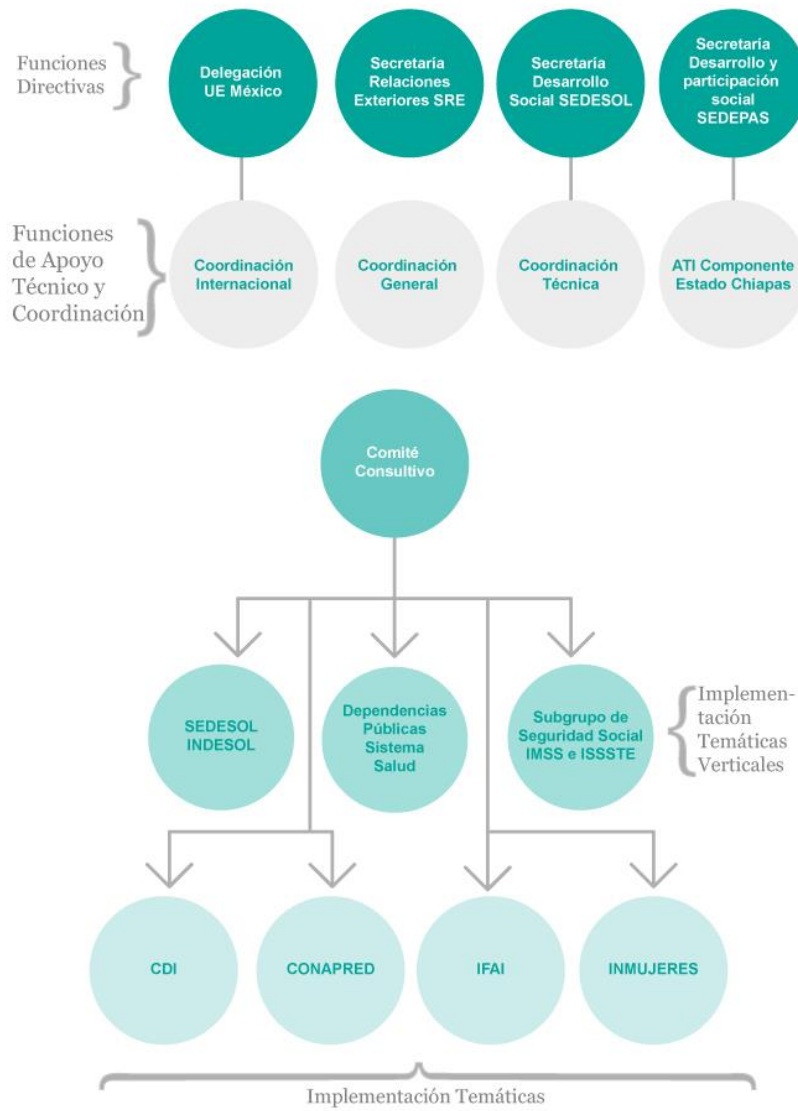 Funciones
Directivas
Delegación
UE México
Secretaría
Relaciones
Exteriores SRE
Secretaría
Desarrollo
Social SEDESOL
Secretaría
Desarrollo y
participación
social
SEDEPAS
Funciones
de Apoyo
Técnico y
Coordinación
Coordinación
Internacional
Coordinación
General
Coordinación
Técnica
ATI Componente
Estado Chiapas
Comité
Consultivo
SEDESOL
INDESOL
Dependencias
Públicas
Sistema
Salud
Subgrupo de
Seguridad Social
IMSS e ISSSTE
Implemen-
tación
Temáticas
Verticales
CDI
CONAPRED
IFAI
INMUJERES
Implementación Temáticas